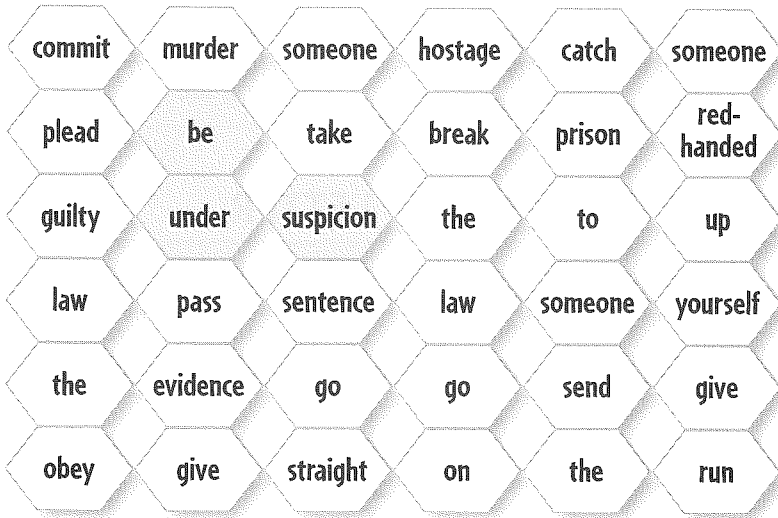 commit murder someone hostage catch someone
plead be take break prison red-
handed
guilty under suspicion the to up
law pass sentence law someone yourself
the evidence go go send give
obey give straight on the run